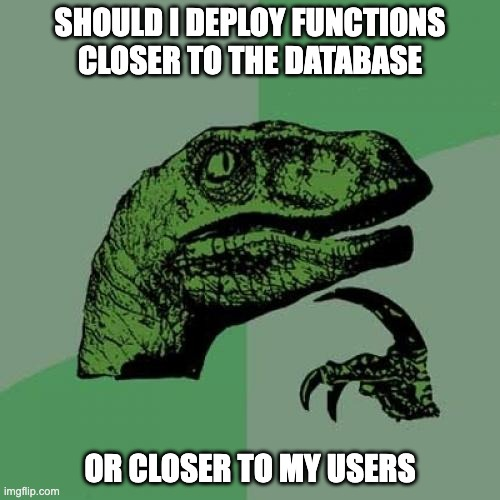 SHOULD I DEPLOY FUNCTIONS
CLOSER TO THE DATABASE
OR CLOSER TO MY USERS
imgflip.com